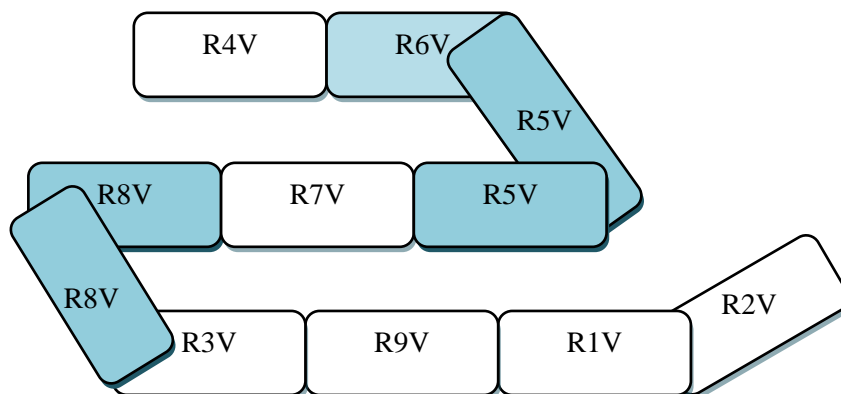 R4V R6V
R5V
R8V R7V R5V
R8V R2V
R3V R9V R1V